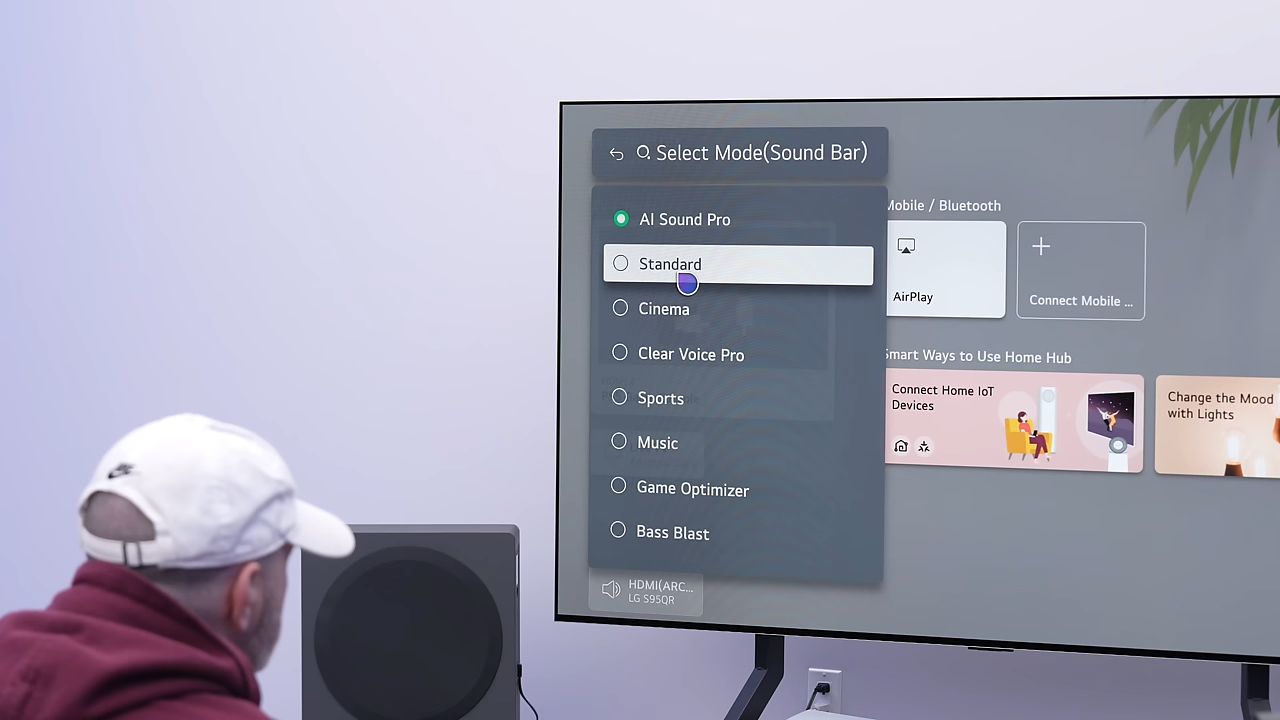 Select Mode(Sound Bar)
AI Sound Pro
Standard
Cinema
Clear Voice Pro
Sports
Music
Game Optimizer
Bass Blast
HDMI(ARC...
LG S95QR
Mobile / Bluetooth
AirPlay
Connect Mobile ...
Smart Ways to Use Home Hub
Connect Home IoT
Devices
Change the Mood
with Lights